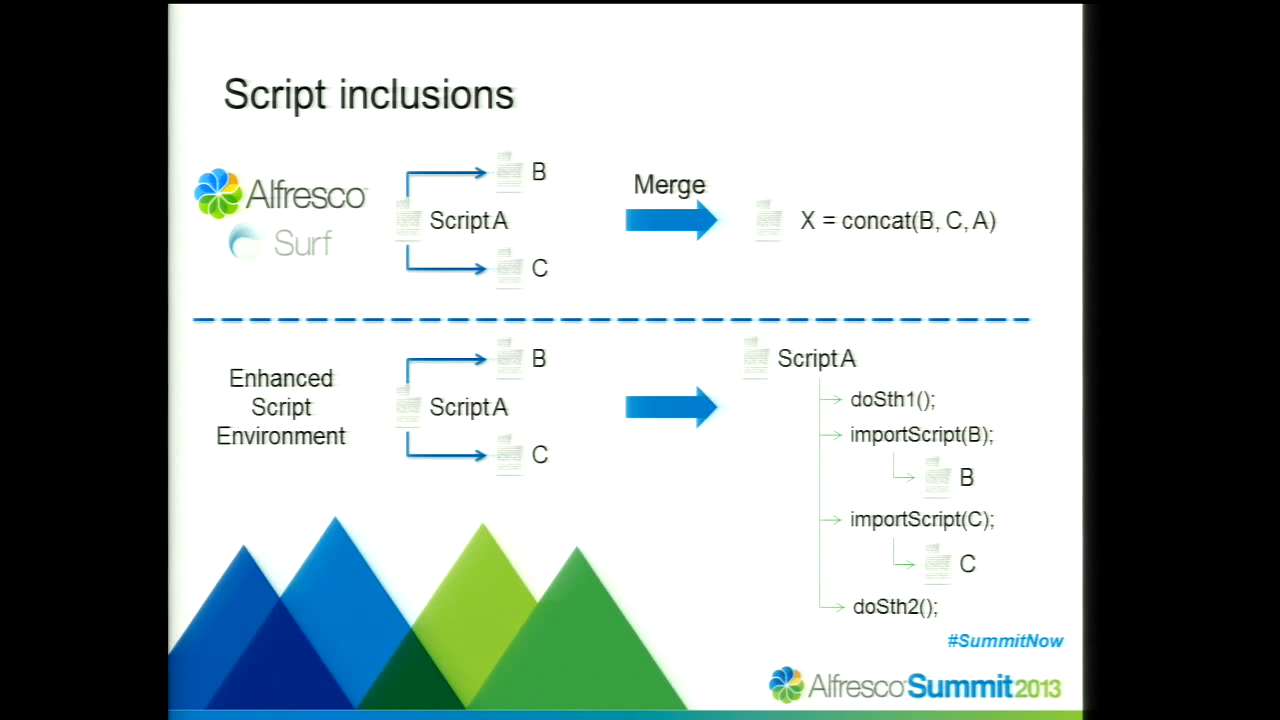 Script inclusions
Alfresco
Surf
B
Script A
C
Merge
X = concat(B, C, A)
Enhanced
Script
Environment
B
Script A
C
Script A
doSth1();
importScript(B);
B
importScript(C);
C
doSth2();
#SummitNow
Alfresco Summit 2013